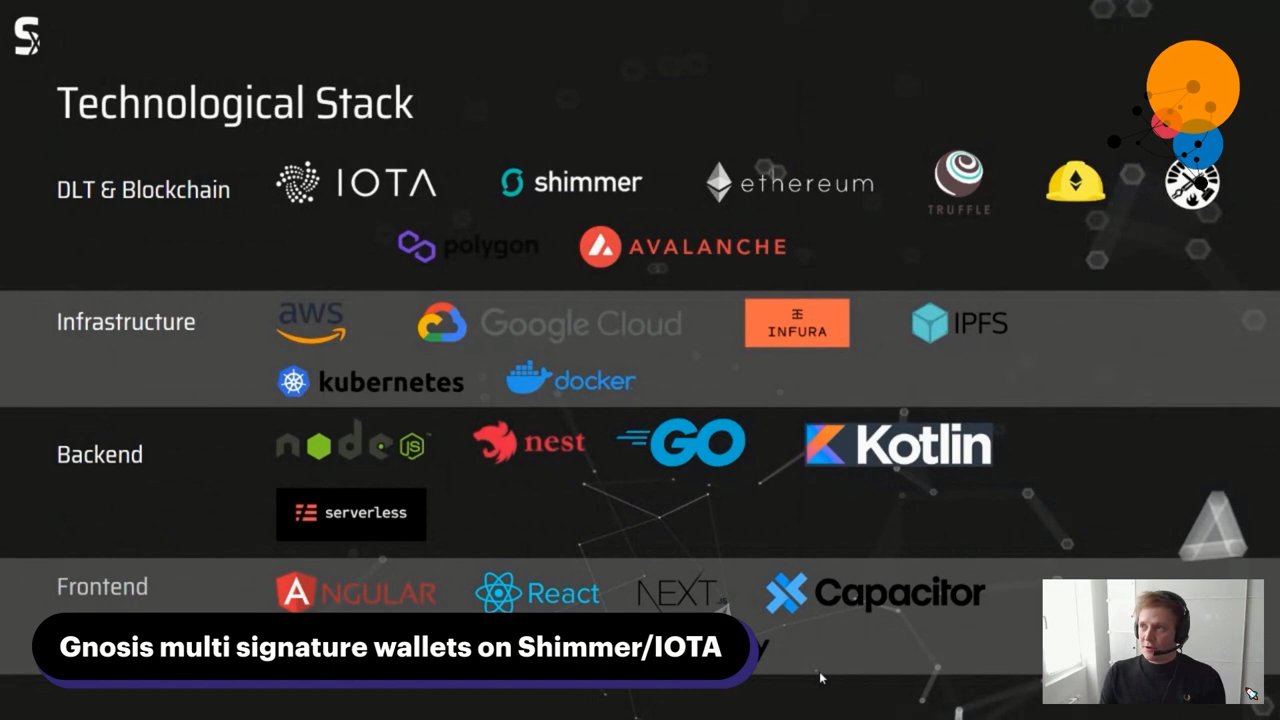 Technological Stack
DLT & Blockchain
IOTA
shimmer
ethereum
TRUFFLE
polygon
AVALANCHE
Infrastructure
aws
Google Cloud
INFURA
IPFS
kubernetes
docker
Backend
node JS
nest
GO
Kotlin
serverless
Frontend
ANGULAR
React
NEXT.JS
Capacitor
Gnosis multi signature wallets on Shimmer/IOTA